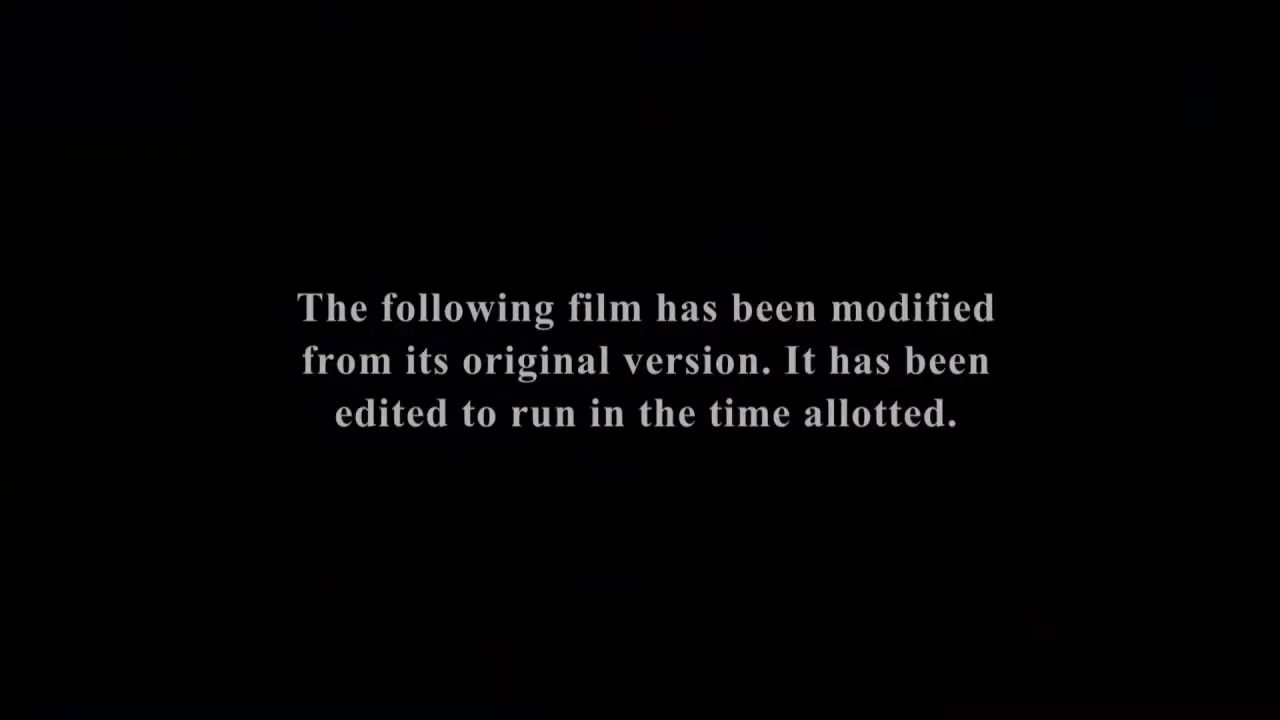 The following film has been modified
from its original version. It has been
edited to run in the time allotted.